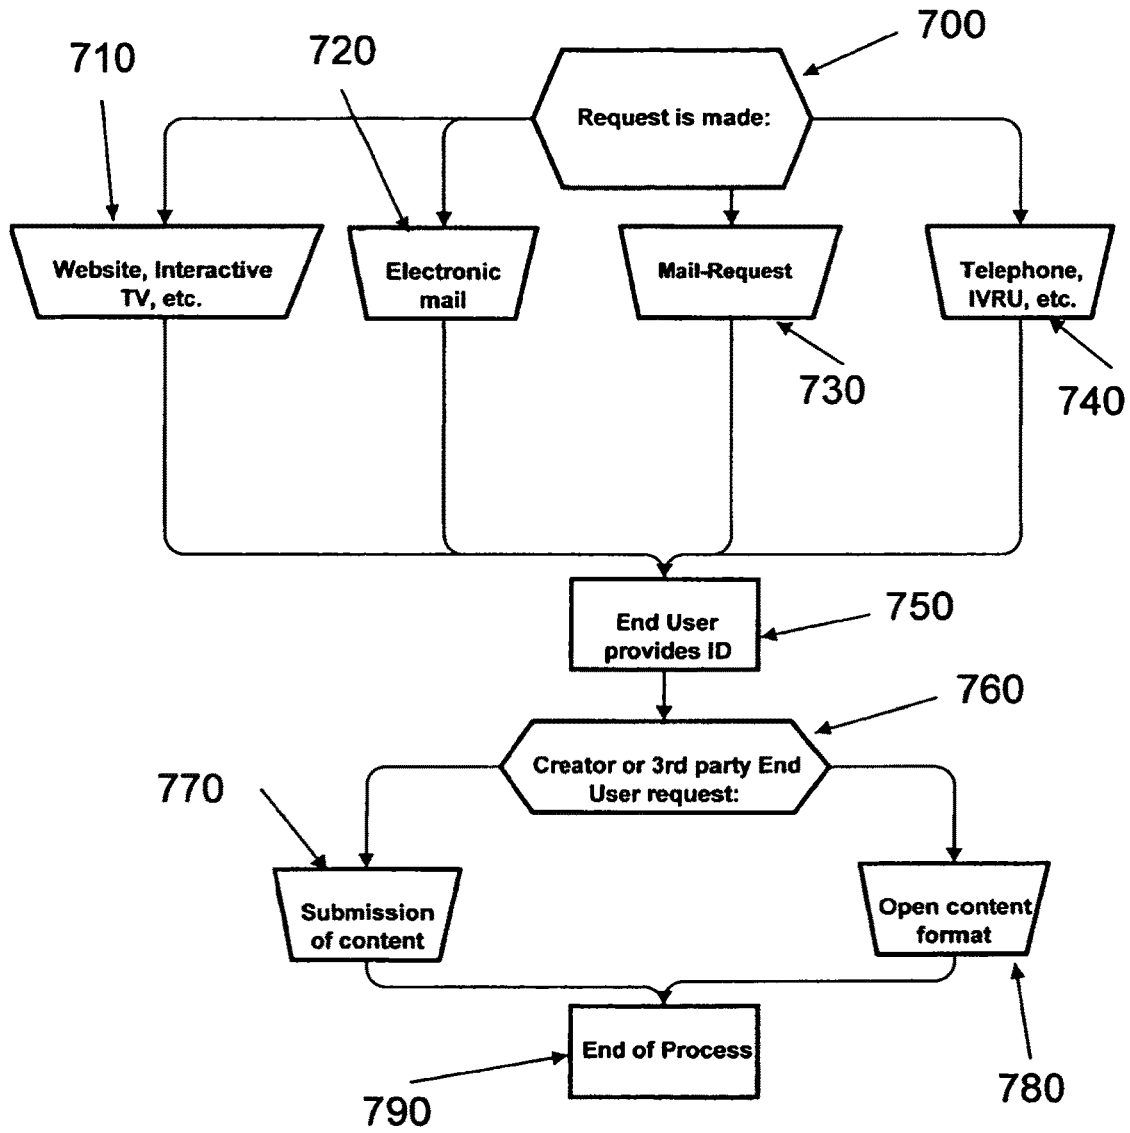 700
710
720
Request is made:
Website, Interactive
TV, etc.
Electronic
mail
Mail-Request
Telephone,
IVRU, etc.
730
740
750
End User
provides ID
760
Creator or 3rd party End
User request:
770
Submission
of content
Open content
format
End of Process
780
790